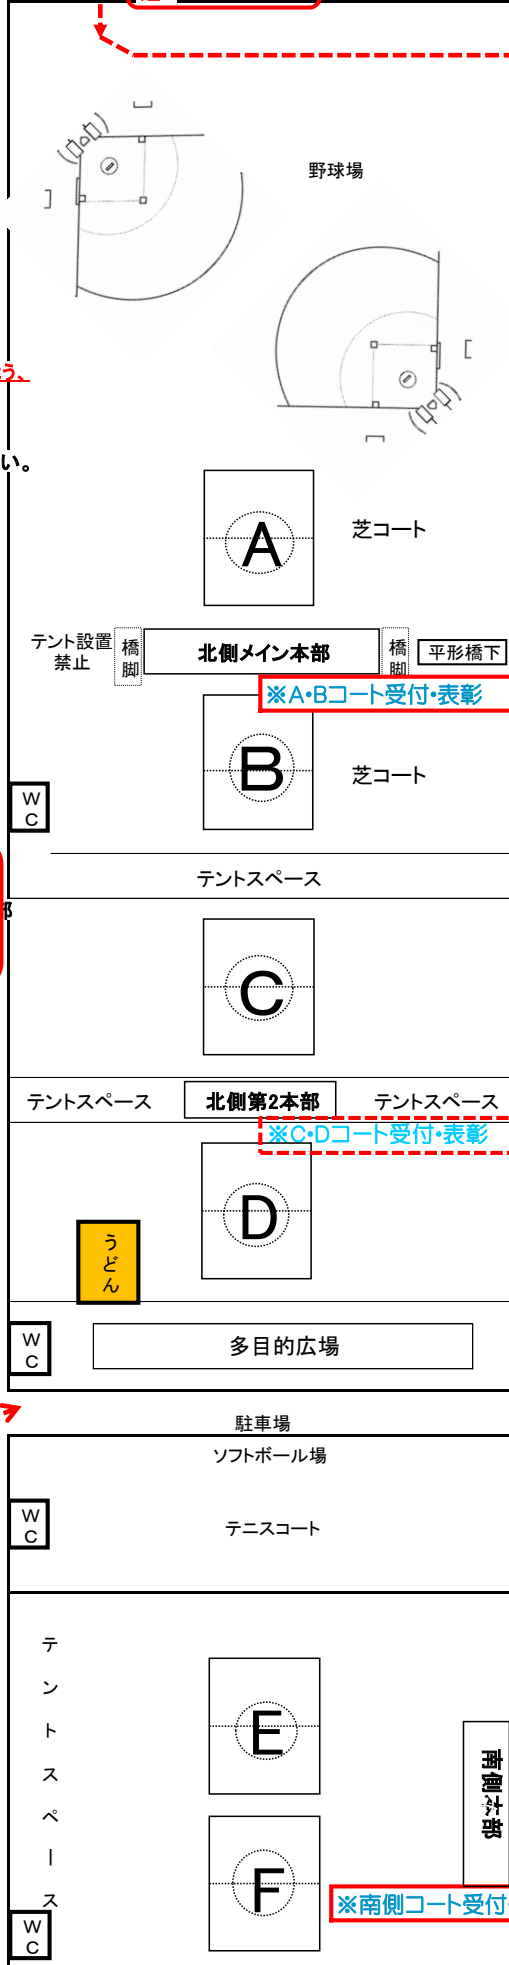 野球場
い。
A
芝コート
テント設置
禁止
橋脚
北側メイン本部
橋脚
平形橋下
※A・Bコート受付・表彰
B
芝コート
WC
テントスペース
部
C
テントスペース
北側第2本部
テントスペース
※C・Dコート受付・表彰
D
うどん
WC
多目的広場
駐車場
ソフトボール場
WC
テニスコート
テントスペース
E
南側本部
F
※南側コート受付・
WC